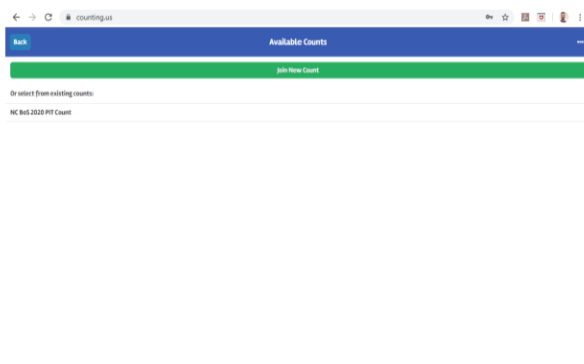 counting.us
Back
Available Counts
Join New Count
Or select from existing counts:
NC BoS 2020 PIT Count